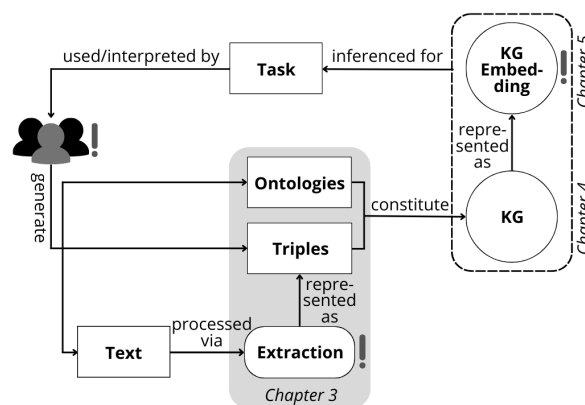 used/interpreted by
Task
inferenced for
KG
Embed-
ding
Chapter 5
repre-
sented
as
generate
Ontologies
constitute
KG
Chapter 4
Triples
repre-
sented
as
Text
processed
via
Extraction
Chapter 3